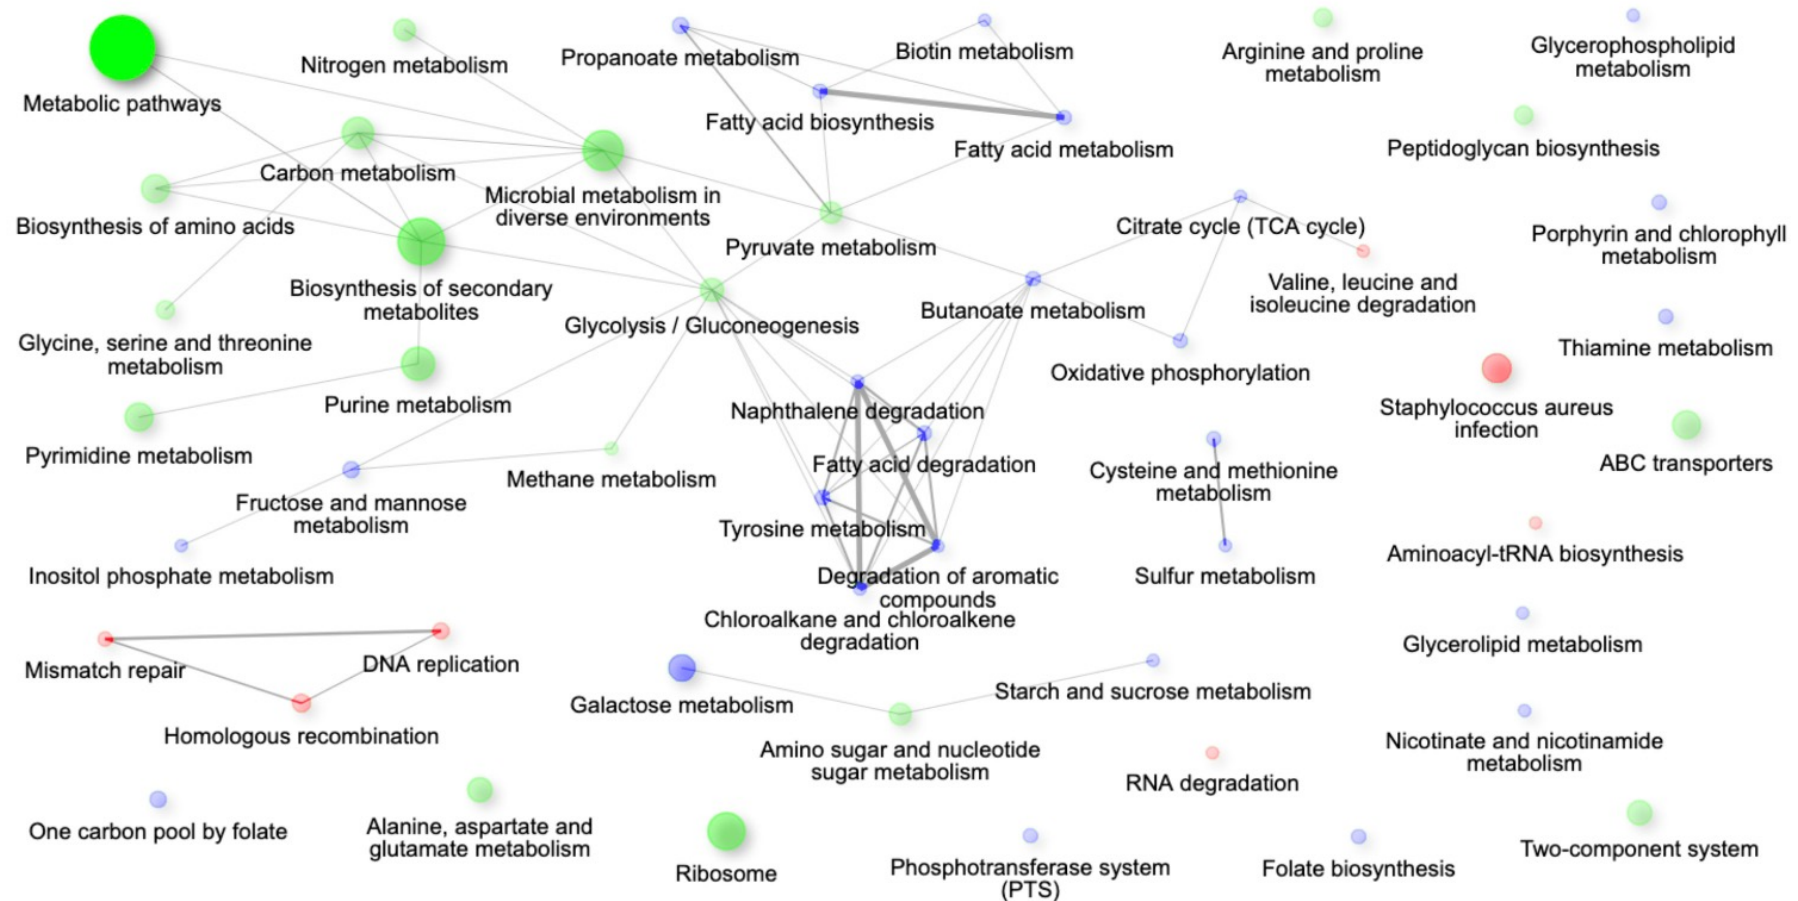 Metabolic pathways
Nitrogen metabolism
Propanoate metabolism
Biotin metabolism
Arginine and proline
metabolism
Glycerophospholipid
metabolism
Fatty acid biosynthesis
Fatty acid metabolism
Peptidoglycan biosynthesis
Carbon metabolism
Microbial metabolism in
diverse environments
Biosynthesis of amino acids
Pyruvate metabolism
Citrate cycle (TCA cycle)
Porphyrin and chlorophyll
metabolism
Biosynthesis of secondary
metabolites
Valine, leucine and
isoleucine degradation
Butanoate metabolism
Glycolysis / Gluconeogenesis
Glycine, serine and threonine
metabolism
Thiamine metabolism
Oxidative phosphorylation
Purine metabolism
Naphthalene degradation
Staphylococcus aureus
infection
Pyrimidine metabolism
Fatty acid degradation
ABC transporters
Methane metabolism
Cysteine and methionine
metabolism
Fructose and mannose
metabolism
Tyrosine metabolism
Aminoacyl-tRNA biosynthesis
Inositol phosphate metabolism
Degradation of aromatic
compounds
Sulfur metabolism
Chloroalkane and chloroalkene
degradation
Glycerolipid metabolism
Mismatch repair
DNA replication
Galactose metabolism
Starch and sucrose metabolism
Homologous recombination
Amino sugar and nucleotide
sugar metabolism
Nicotinate and nicotinamide
metabolism
RNA degradation
One carbon pool by folate
Alanine, aspartate and
glutamate metabolism
Ribosome
Phosphotransferase system
(PTS)
Folate biosynthesis
Two-component system